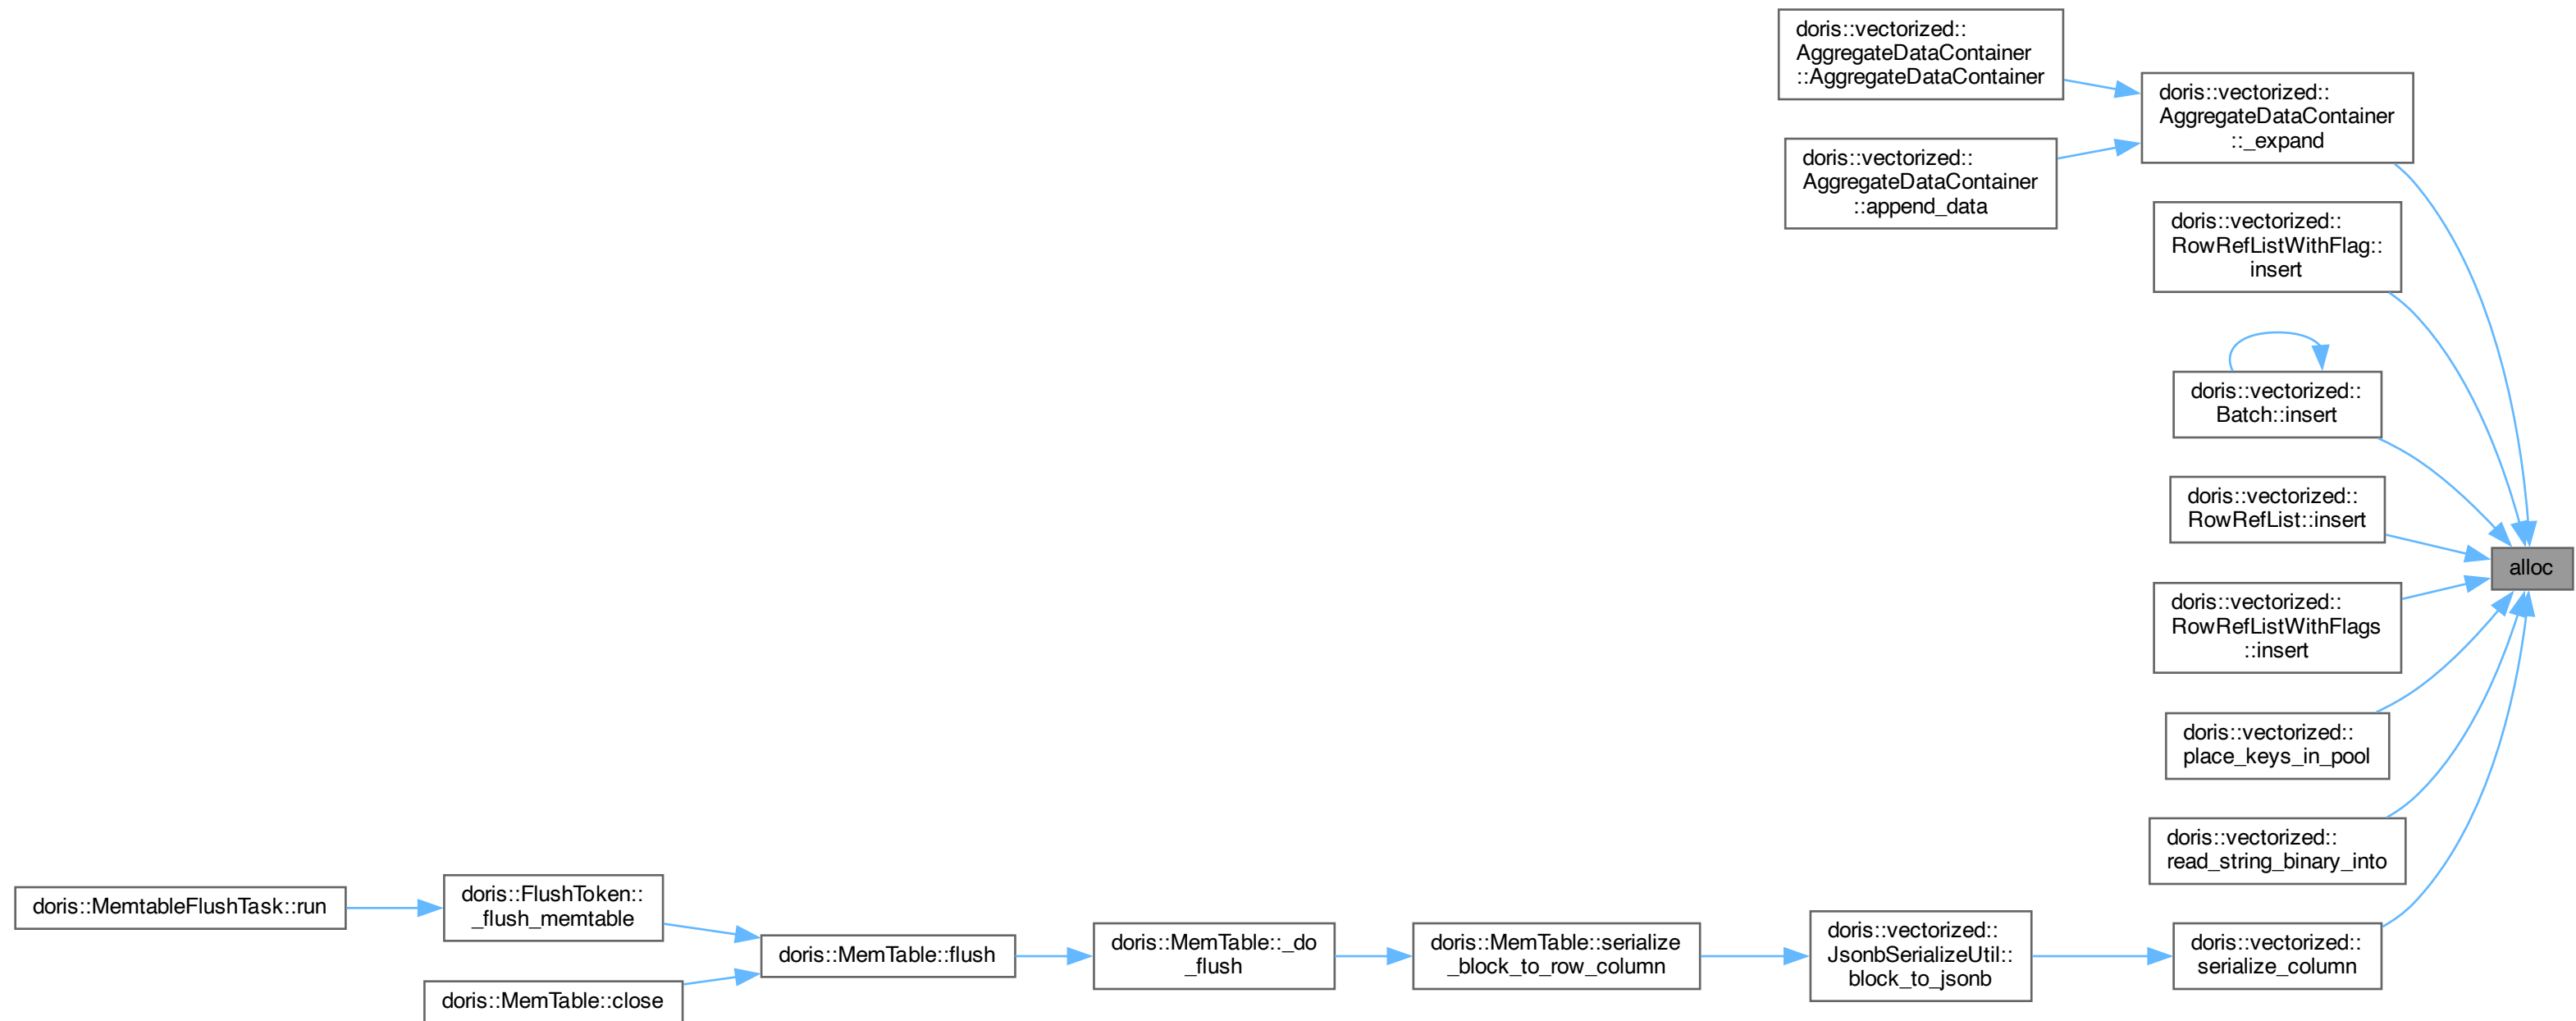 doris::vectorized::
AggregateDataContainer
::AggregateDataContainer
doris::vectorized::
AggregateDataContainer
::_expand
doris::vectorized::
AggregateDataContainer
::append_data
doris::vectorized::
RowRefListWithFlag::
insert
doris::vectorized::
Batch::insert
doris::vectorized::
RowRefList::insert
alloc
doris::vectorized::
RowRefListWithFlags
::insert
doris::vectorized::
place_keys_in_pool
doris::vectorized::
read_string_binary_into
doris::MemtableFlushTask::run
doris::FlushToken::
_flush_memtable
doris::MemTable::flush
doris::MemTable::close
doris::MemTable::_do
_flush
doris::MemTable::serialize
_block_to_row_column
doris::vectorized::
JsonbSerializeUtil::
block_to_jsonb
doris::vectorized::
serialize_column